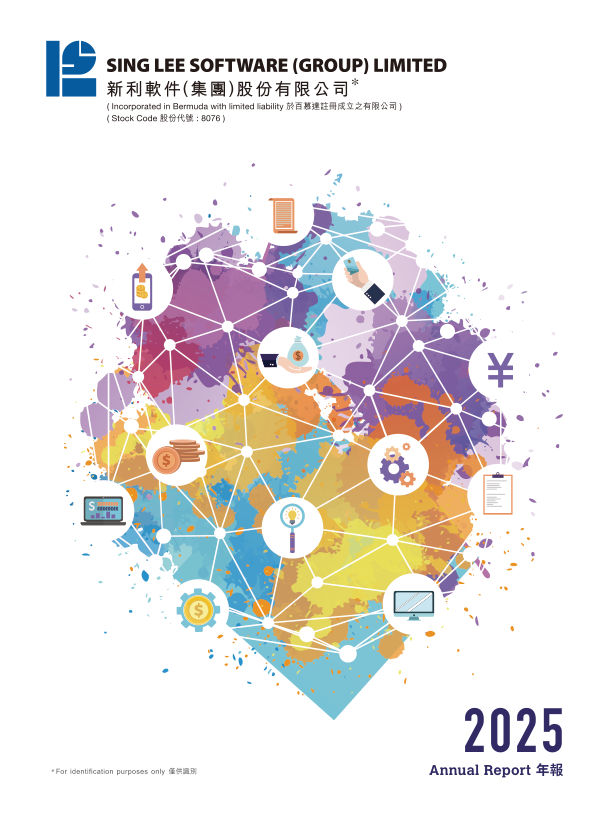 SING LEE SOFTWARE (GROUP) LIMITED
新利軟件(集團)股份有限公司*
( Incorporated in Bermuda with limited liability 於百慕達註冊成立之有限公司 )
( Stock Code 股份代號 : 8076 )
$
$
¥
$
$
$
2025
Annual Report 年報
* For identification purposes only 僅供識別